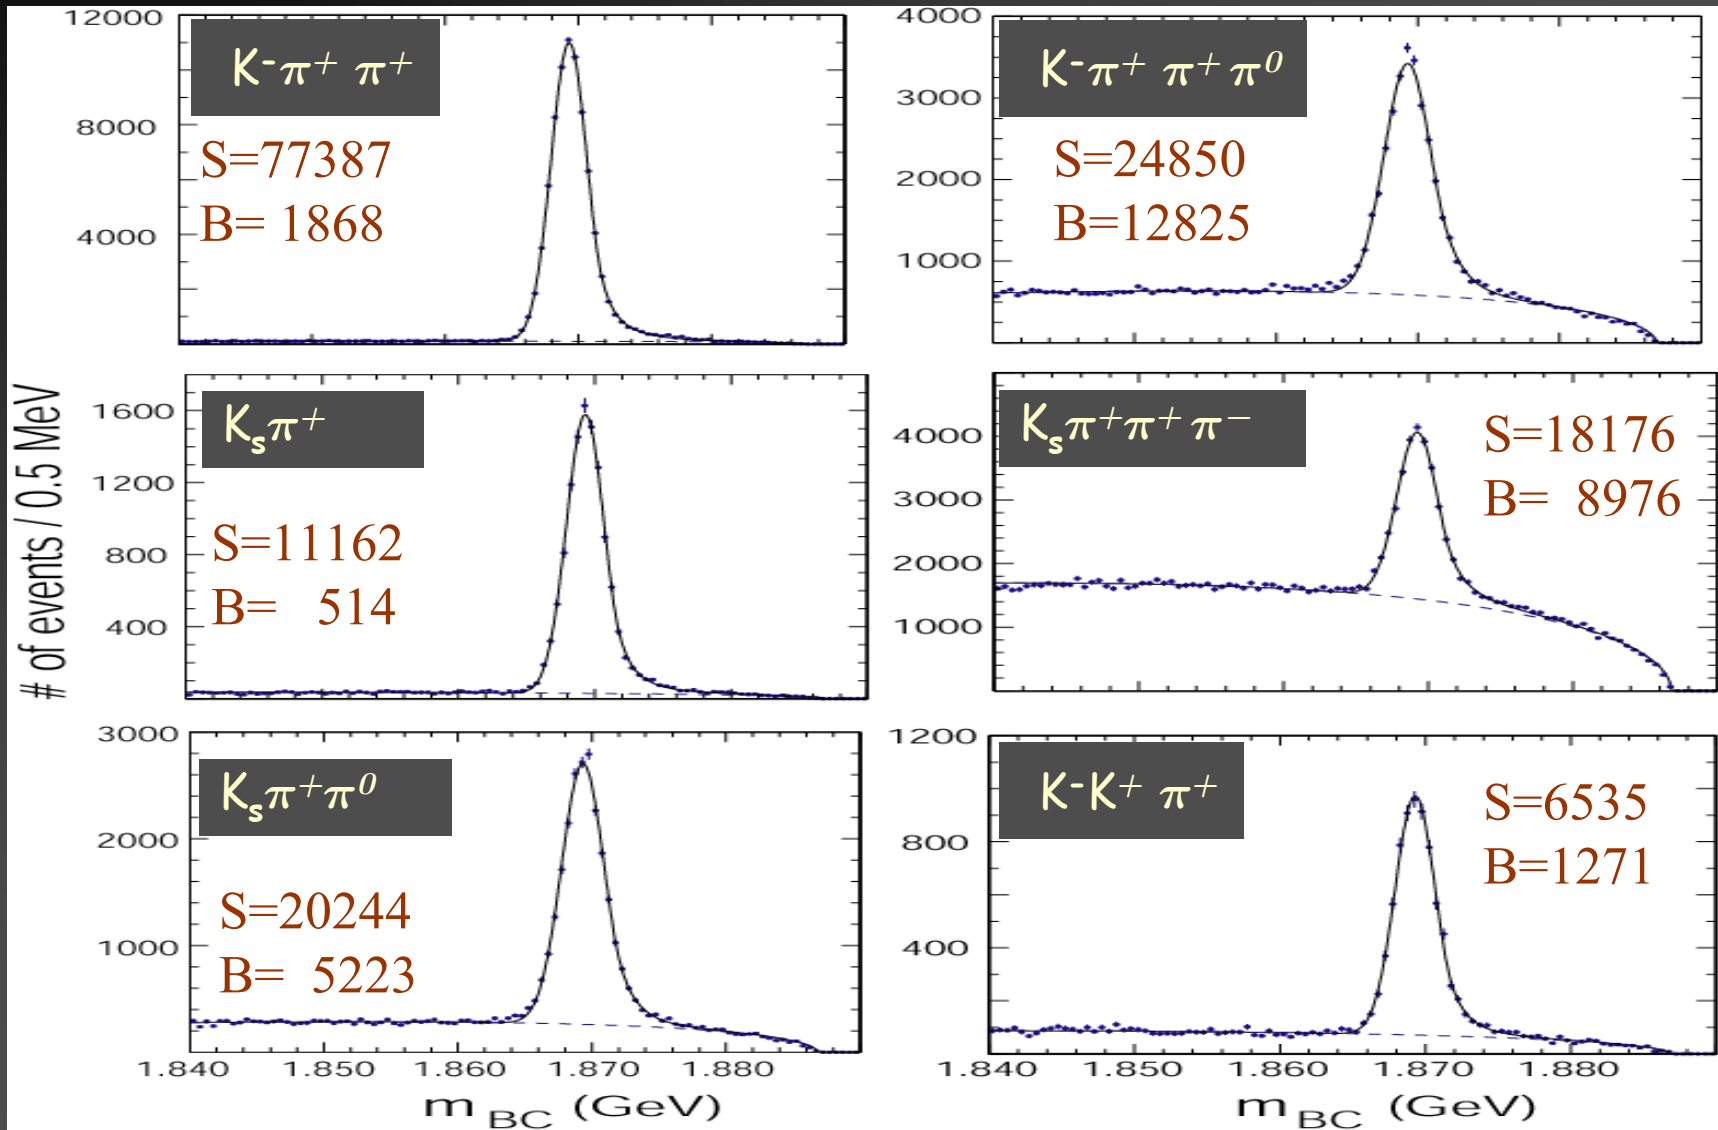 # of events / 0.5 MeV
K⁻π⁺ π⁺
S=77387
B= 1868
12000
8000
4000
K⁻π⁺ π⁺π⁰
S=24850
B=12825
4000
3000
2000
1000
Kₛπ⁺
S=11162
B= 514
1600
1200
800
400
Kₛπ⁺π⁺π⁻
S=18176
B= 8976
4000
3000
2000
1000
Kₛπ⁺π⁰
S=20244
B= 5223
3000
2000
1000
1.840 1.850 1.860 1.870 1.880
m BC (GeV)
K⁻K⁺ π⁺
S=6535
B=1271
1200
800
400
1.840 1.850 1.860 1.870 1.880
m BC (GeV)